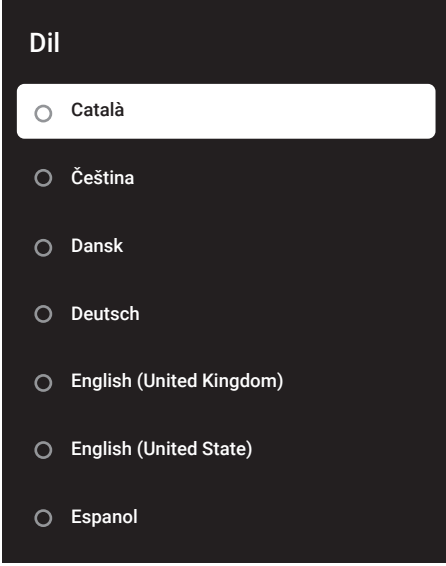 Dil
Català
Čeština
Dansk
Deutsch
English (United Kingdom)
English (United State)
Espanol